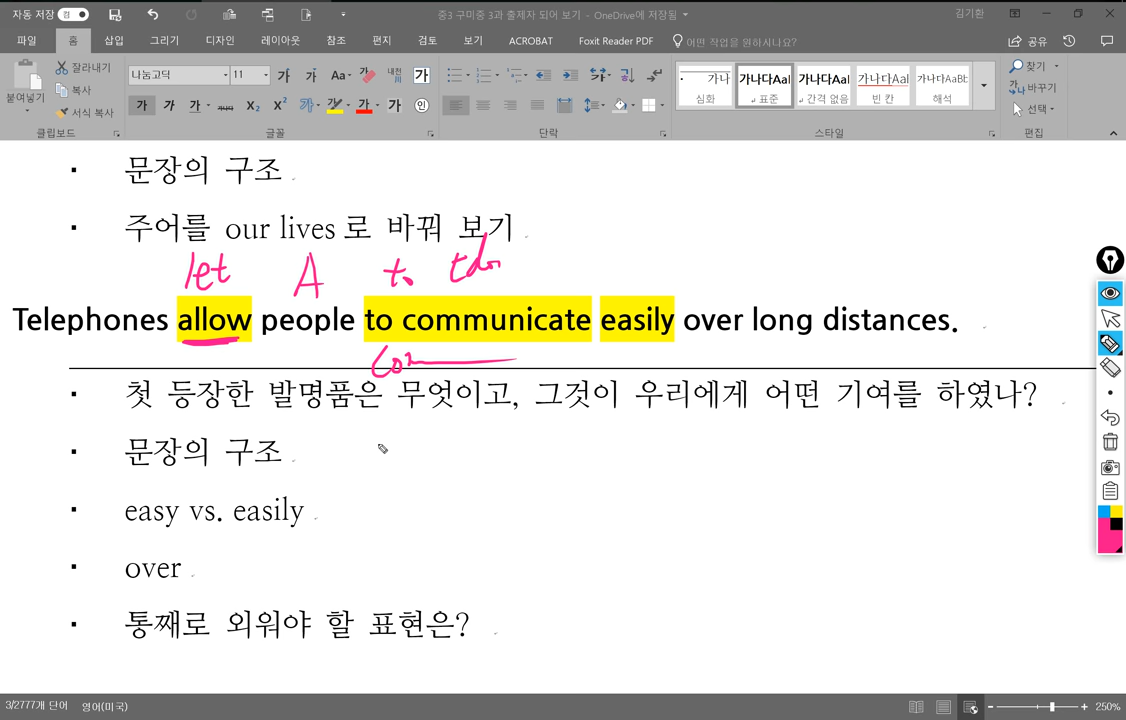 자동 저장 컴 중3 구미중 3과 출제자 되어 보기 - OneDrive에 저장됨 김기환
파일 홈 삽입 그리기 디자인 레이아웃 참조 편지 검토 보기 ACROBAT Foxit Reader PDF 어떤 작업을 원하시나요? 공유
붙여넣기 잘라내기 복사 서식 복사
나눔고딕 11
가나 심화 가나다AaI 표준 가나다AaI 간격 없음 가나다AaI 빈 칸 가나다AaBb 해석
찾기 바꾸기 선택
클립보드 글꼴 단락 스타일 편집
문장의 구조
주어를 our lives로 바꿔 보기
let A to
Telephones allow people to communicate easily over long distances.
첫 등장한 발명품은 무엇이고, 그것이 우리에게 어떤 기여를 하였나?
문장의 구조
easy vs. easily
over
통째로 외워야 할 표현은?
3/2777개 단어 영어(미국) 250%